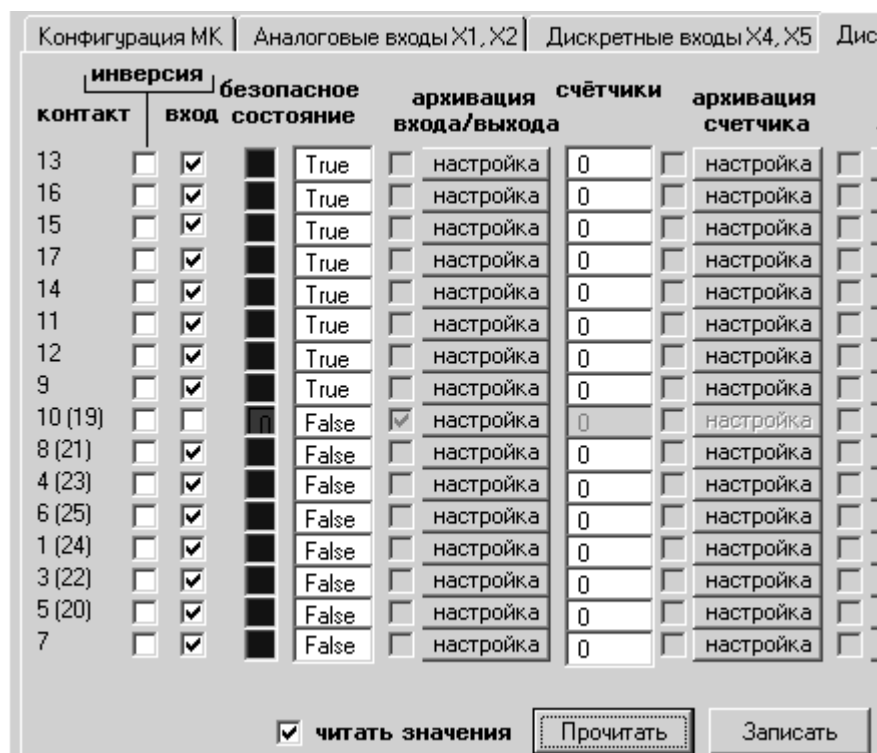 Конфигурация МК Аналоговые входы X1, X2 Дискретные входы X4, X5 Дис
инверсия безопасное счётчики
контакт вход состояние архивация входа/выхода архивация счетчика
13 True настройка 0 настройка
16 True настройка 0 настройка
15 True настройка 0 настройка
17 True настройка 0 настройка
14 True настройка 0 настройка
11 True настройка 0 настройка
12 True настройка 0 настройка
9 True настройка 0 настройка
10 (19) 0 False настройка 0 настройка
8 (21) False настройка 0 настройка
4 (23) False настройка 0 настройка
6 (25) False настройка 0 настройка
1 (24) False настройка 0 настройка
3 (22) False настройка 0 настройка
5 (20) False настройка 0 настройка
7 False настройка 0 настройка
читать значения Прочитать Записать